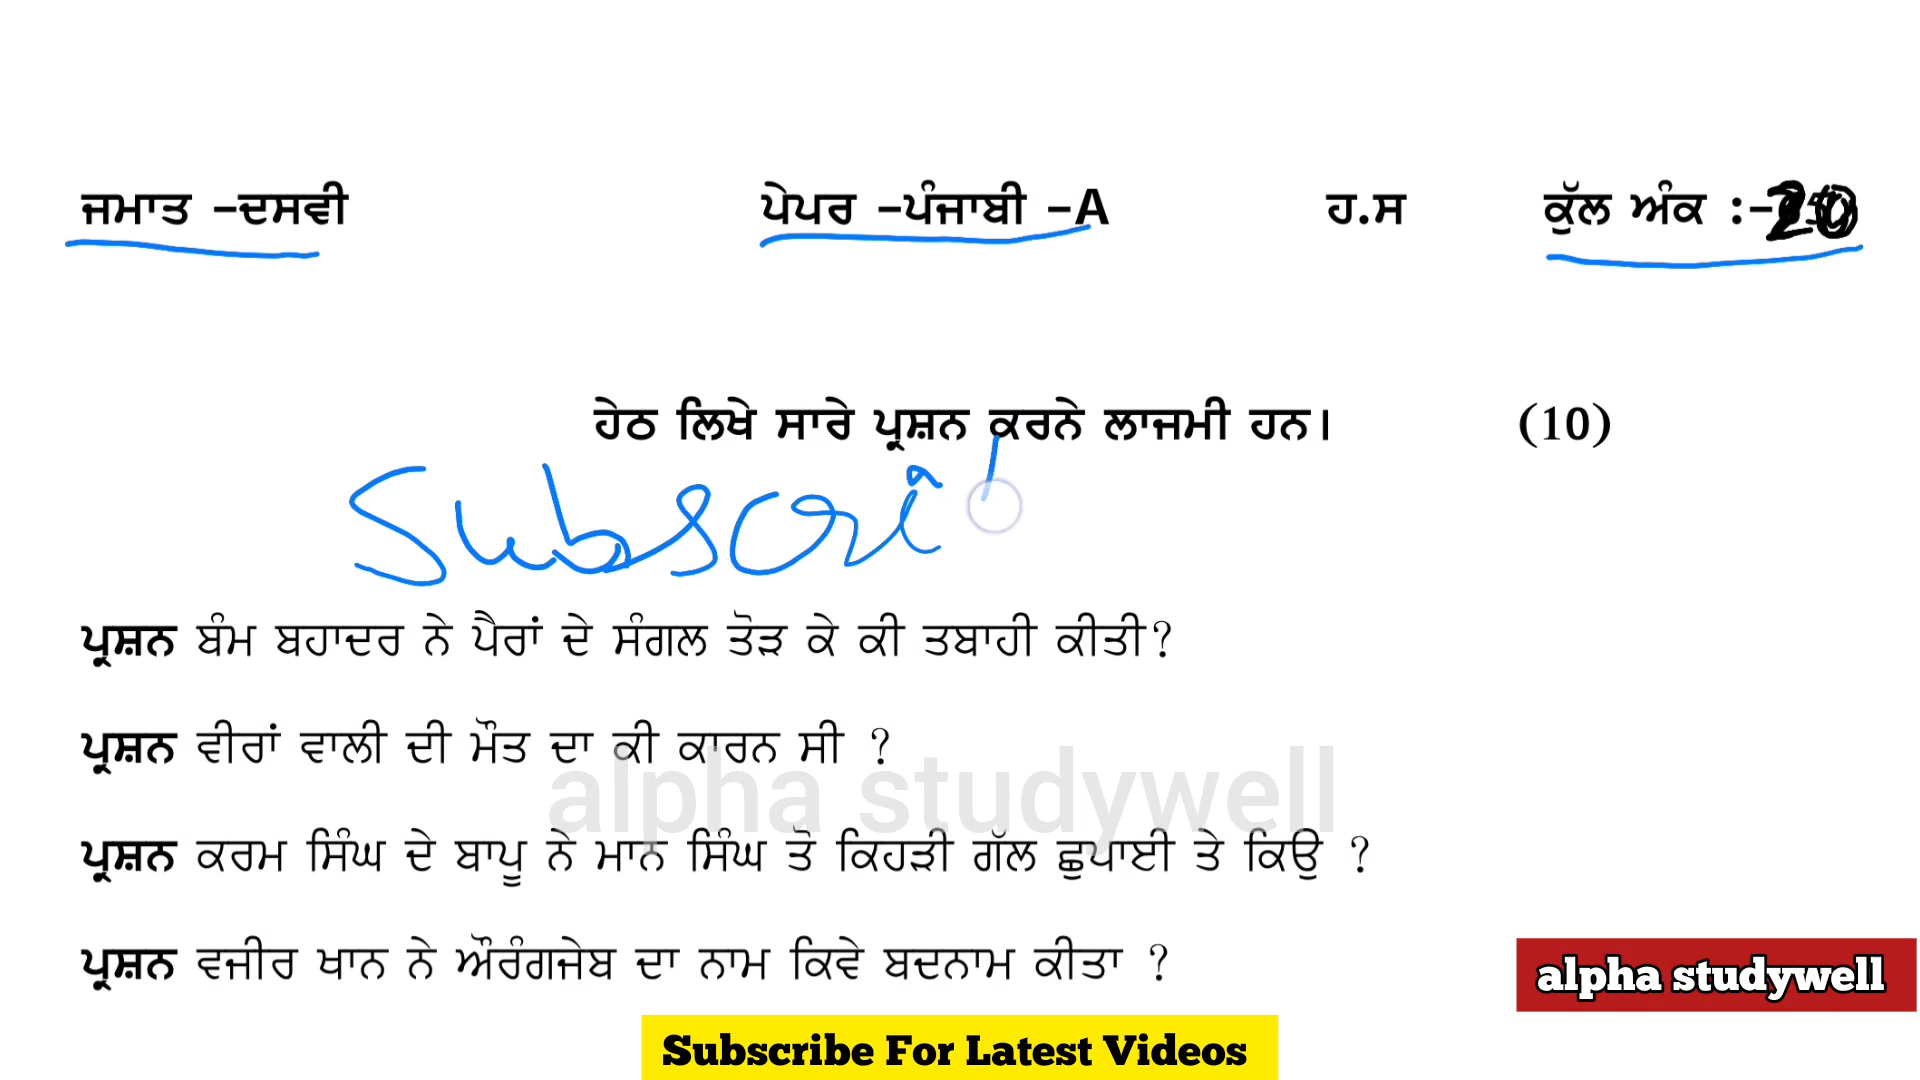 ਜਮਾਤ –ਦਸਵੀ ਪੇਪਰ –ਪੰਜਾਬੀ –A ਹ.ਸ ਕੁੱਲ ਅੰਕ :–20
ਹੇਠ ਲਿਖੇ ਸਾਰੇ ਪ੍ਰਸ਼ਨ ਕਰਨੇ ਲਾਜਮੀ ਹਨ। (10)
Subscri
ਪ੍ਰਸ਼ਨ ਬੰਮ ਬਹਾਦਰ ਨੇ ਪੈਰਾਂ ਦੇ ਸੰਗਲ ਤੋੜ ਕੇ ਕੀ ਤਬਾਹੀ ਕੀਤੀ?
ਪ੍ਰਸ਼ਨ ਵੀਰਾਂ ਵਾਲੀ ਦੀ ਮੌਤ ਦਾ ਕੀ ਕਾਰਨ ਸੀ ?
alpha studywell
ਪ੍ਰਸ਼ਨ ਕਰਮ ਸਿੰਘ ਦੇ ਬਾਪੂ ਨੇ ਮਾਨ ਸਿੰਘ ਤੋ ਕਿਹੜੀ ਗੱਲ ਛੁਪਾਈ ਤੇ ਕਿਉ ?
ਪ੍ਰਸ਼ਨ ਵਜੀਰ ਖਾਨ ਨੇ ਔਰੰਗਜੇਬ ਦਾ ਨਾਮ ਕਿਵੇ ਬਦਨਾਮ ਕੀਤਾ ?
alpha studywell
Subscribe For Latest Videos